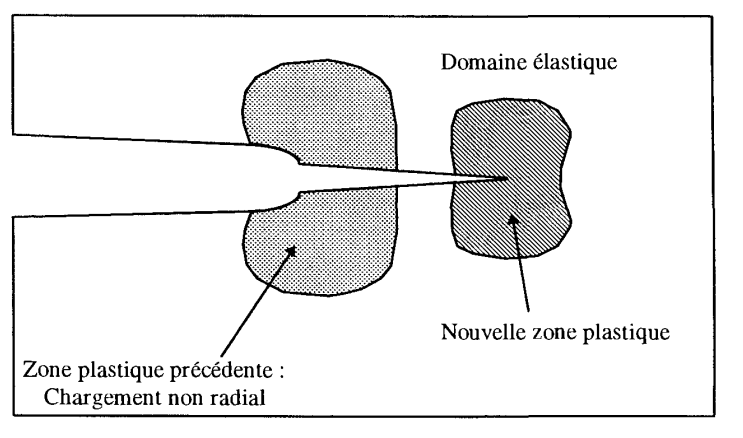 Domaine élastique
Nouvelle zone plastique
Zone plastique précédente :
Chargement non radial